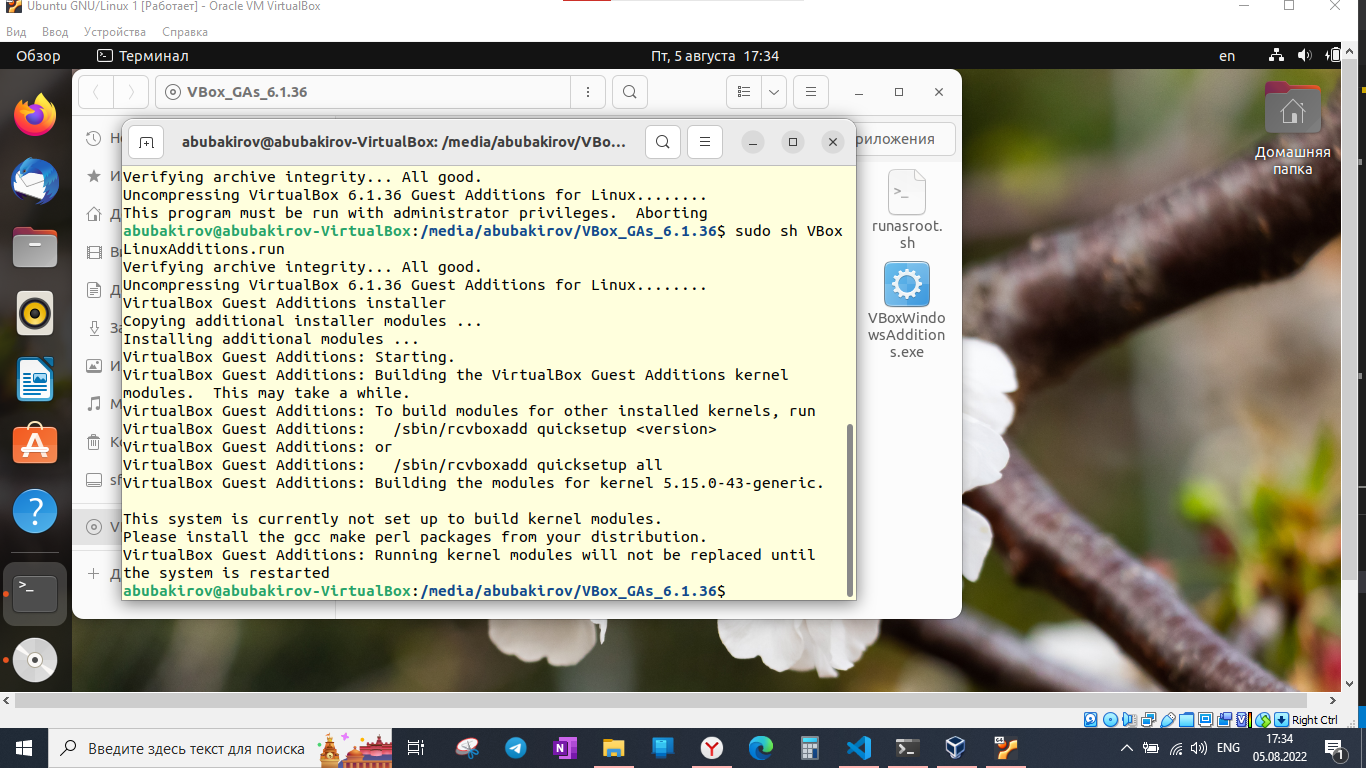 Ubuntu GNU/Linux 1 [Работает] - Oracle VM VirtualBox
Вид Ввод Устройства Справка
Обзор Терминал Пт, 5 августа 17:34 en
VBox_GAs_6.1.36
abubakirov@abubakirov-VirtualBox: /media/abubakirov/VBo...
риложения
Домашняя
папка
Verifying archive integrity... All good.
Uncompressing VirtualBox 6.1.36 Guest Additions for Linux........
This program must be run with administrator privileges.  Aborting
abubakirov@abubakirov-VirtualBox:/media/abubakirov/VBox_GAs_6.1.36$ sudo sh VBox
LinuxAdditions.run
Verifying archive integrity... All good.
Uncompressing VirtualBox 6.1.36 Guest Additions for Linux........
VirtualBox Guest Additions installer
Copying additional installer modules ...
Installing additional modules ...
VirtualBox Guest Additions: Starting.
VirtualBox Guest Additions: Building the VirtualBox Guest Additions kernel
modules.  This may take a while.
VirtualBox Guest Additions: To build modules for other installed kernels, run
VirtualBox Guest Additions:   /sbin/rcvboxadd quicksetup <version>
VirtualBox Guest Additions: or
VirtualBox Guest Additions:   /sbin/rcvboxadd quicksetup all
VirtualBox Guest Additions: Building the modules for kernel 5.15.0-43-generic.
This system is currently not set up to build kernel modules.
Please install the gcc make perl packages from your distribution.
VirtualBox Guest Additions: Running kernel modules will not be replaced until
the system is restarted
abubakirov@abubakirov-VirtualBox:/media/abubakirov/VBox_GAs_6.1.36$
runasroot.
sh
VBoxWindo
wsAddition
s.exe
Right Ctrl
Введите здесь текст для поиска
ENG
17:34
05.08.2022